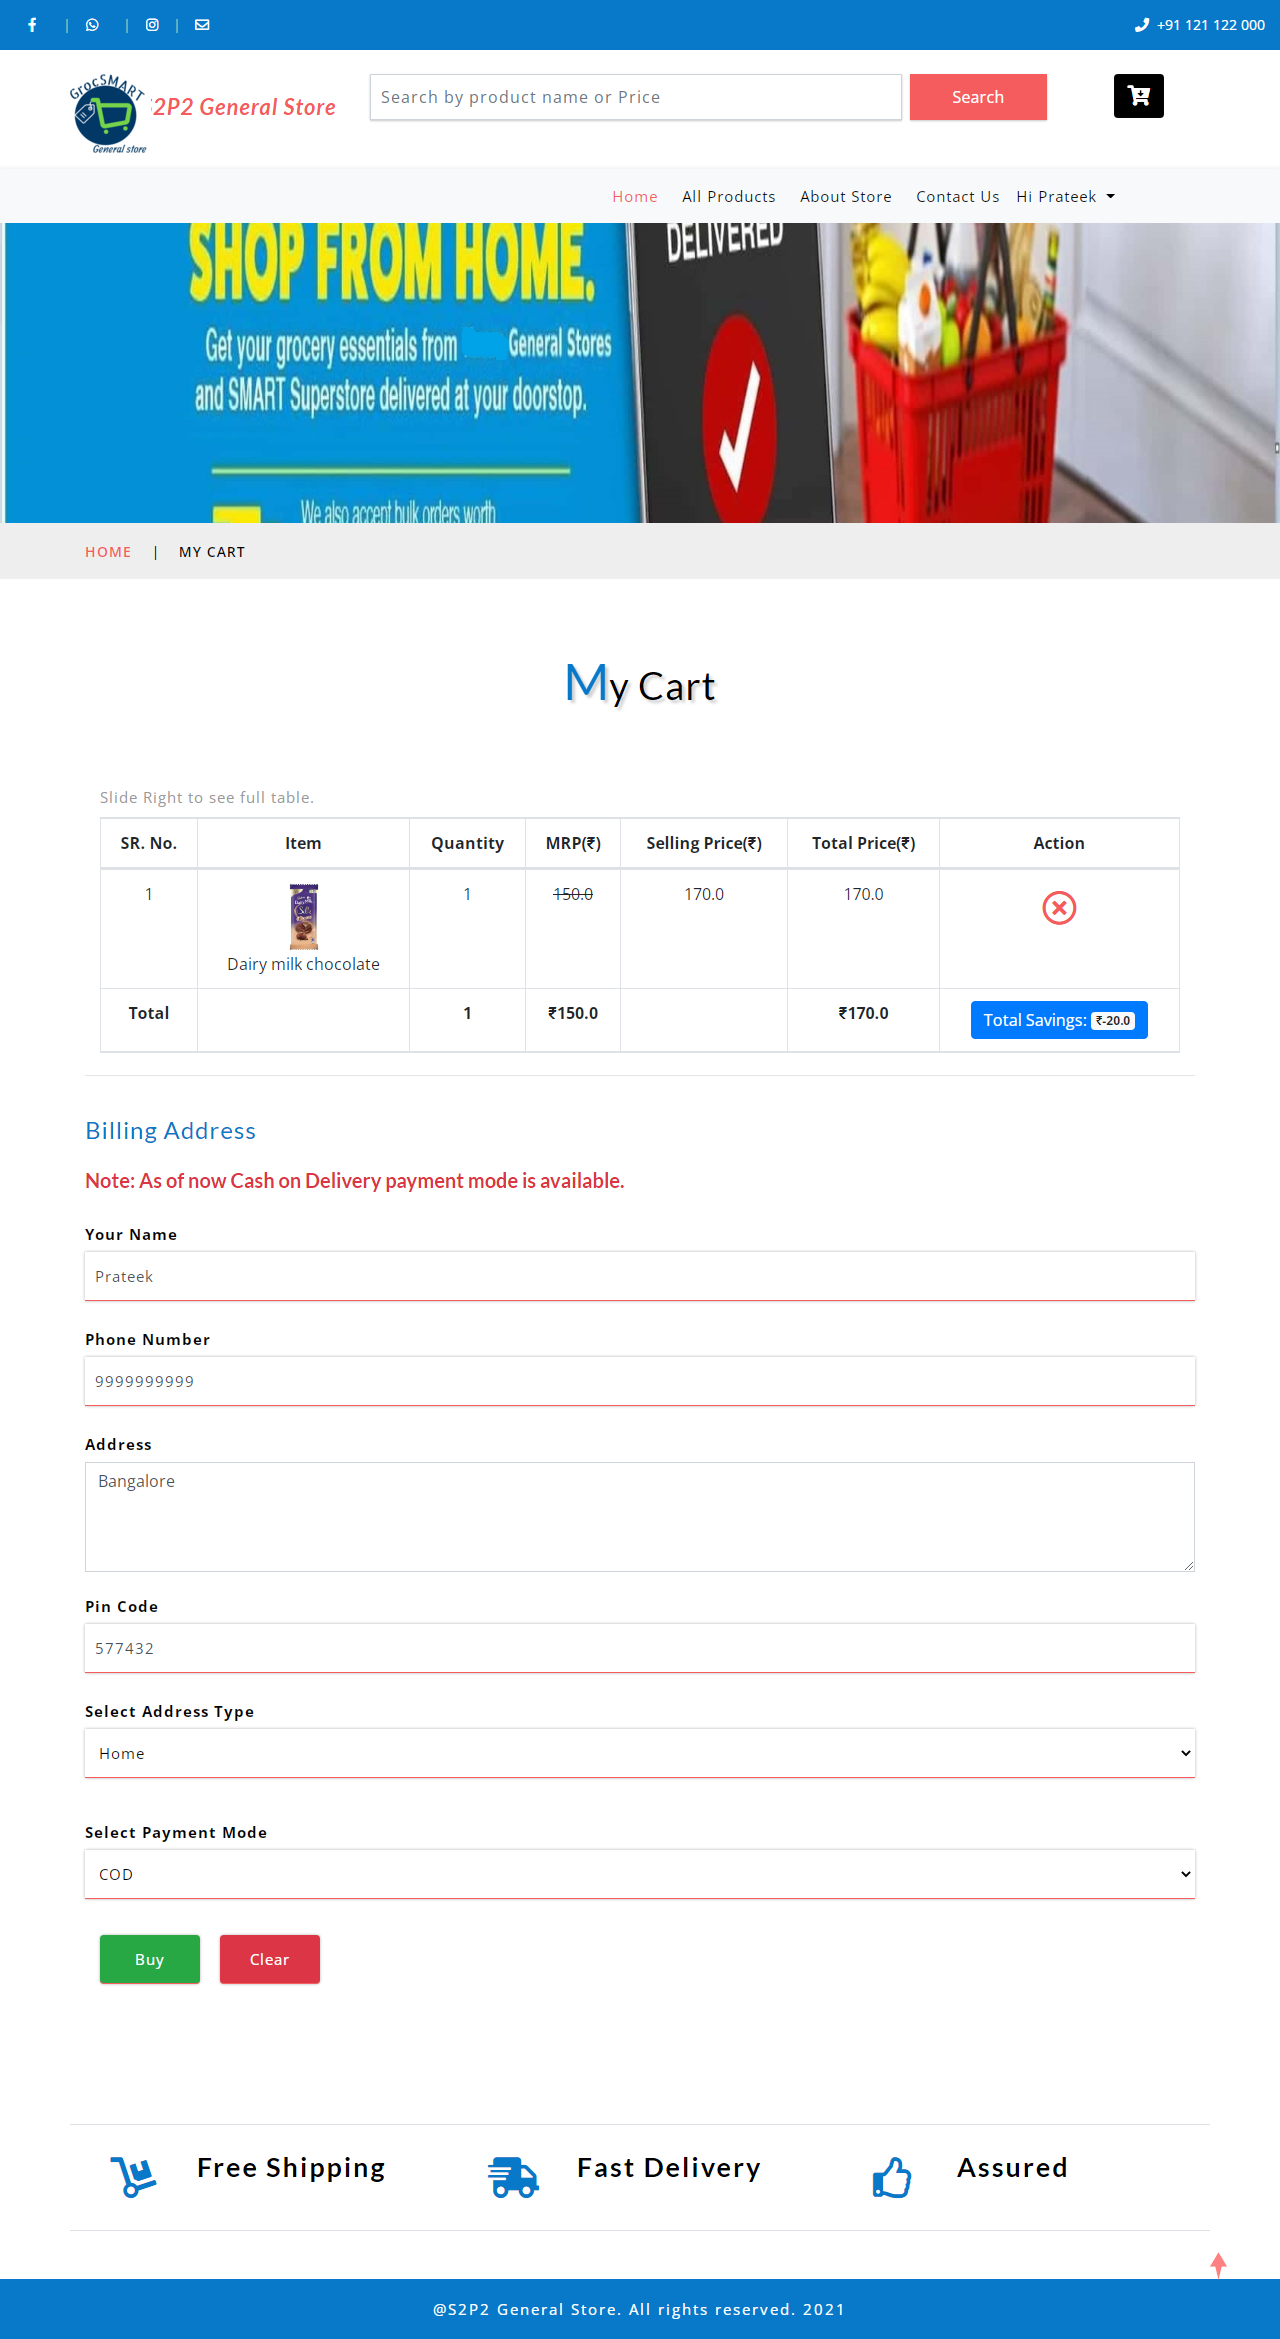 | | | +91 121 122 000
GrocSMART
General store
S2P2 General Store
Search by product name or Price
Search
Home All Products About Store Contact Us Hi Prateek
SHOP FROM HOME.
Get your grocery essentials from General Stores
and SMART Superstore delivered at your doorstop.
We also accept bulk orders worth
DELIVERED
HOME | MY CART
My Cart
Slide Right to see full table.
SR. No. Item Quantity MRP(₹) Selling Price(₹) Total Price(₹) Action
1 1 150.0 170.0 170.0
Dairy milk chocolate
Total 1 ₹150.0 ₹170.0 Total Savings: ₹-20.0
Billing Address
Note: As of now Cash on Delivery payment mode is available.
Your Name
Prateek
Phone Number
9999999999
Address
Bangalore
Pin Code
577432
Select Address Type
Home
Select Payment Mode
COD
Buy Clear
Free Shipping Fast Delivery Assured
@S2P2 General Store. All rights reserved. 2021